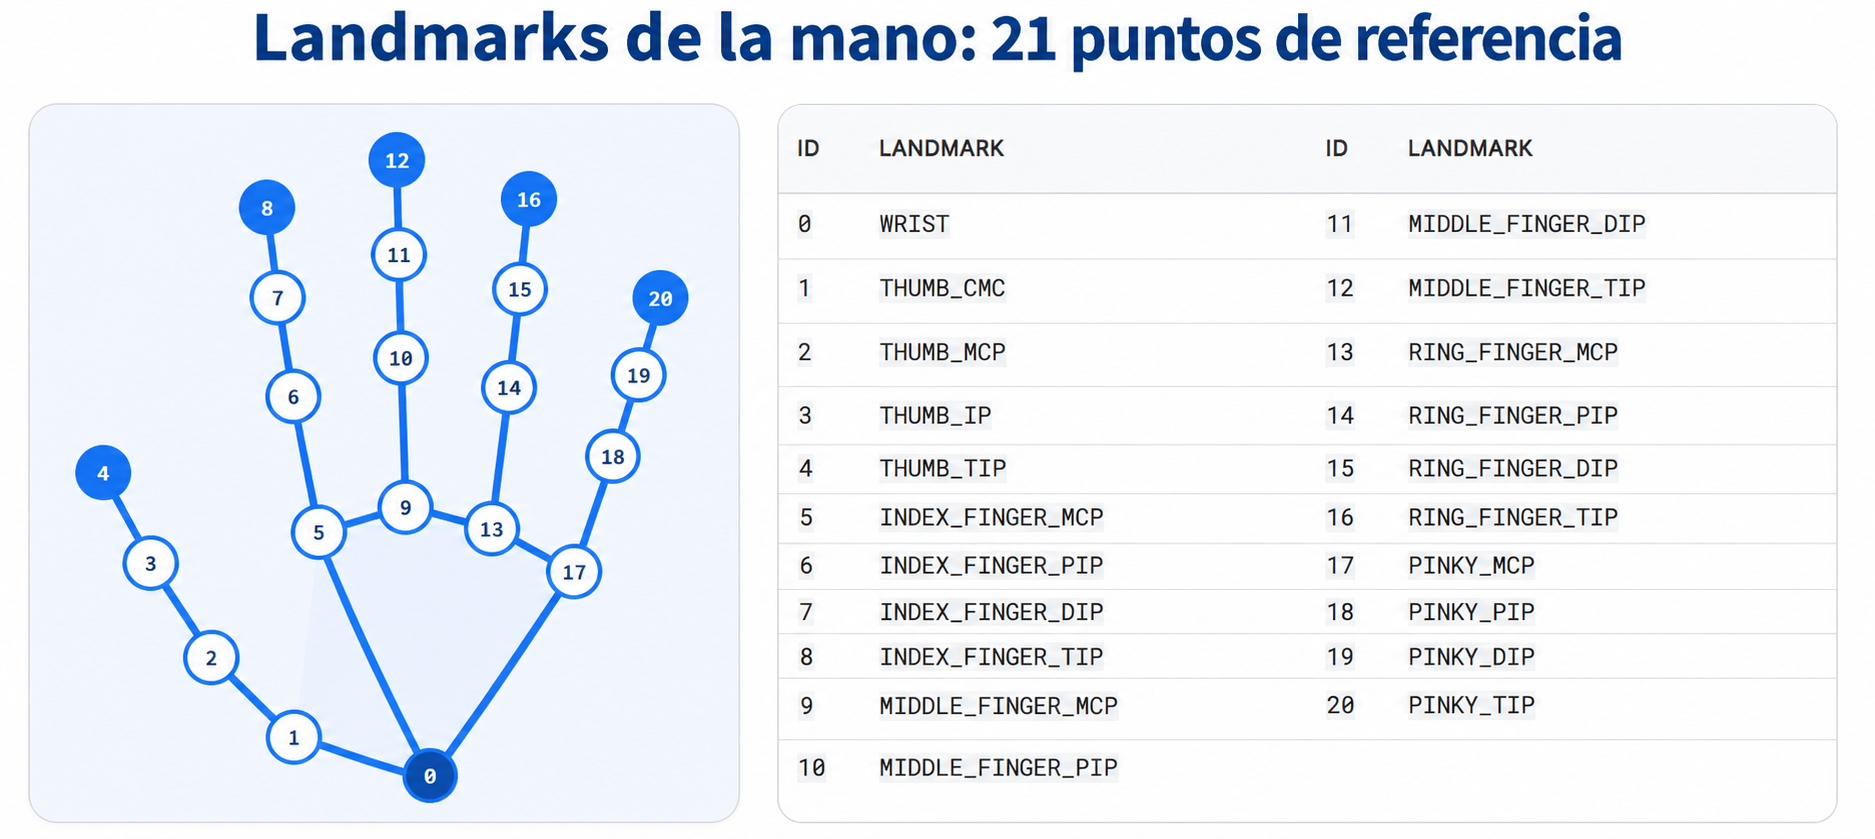 Landmarks de la mano: 21 puntos de referencia
12
8
16
11
7
15
20
10
6
14
19
4
18
9
5
13
3
17
2
1
0
ID LANDMARK ID LANDMARK
0 WRIST 11 MIDDLE_FINGER_DIP
1 THUMB_CMC 12 MIDDLE_FINGER_TIP
2 THUMB_MCP 13 RING_FINGER_MCP
3 THUMB_IP 14 RING_FINGER_PIP
4 THUMB_TIP 15 RING_FINGER_DIP
5 INDEX_FINGER_MCP 16 RING_FINGER_TIP
6 INDEX_FINGER_PIP 17 PINKY_MCP
7 INDEX_FINGER_DIP 18 PINKY_PIP
8 INDEX_FINGER_TIP 19 PINKY_DIP
9 MIDDLE_FINGER_MCP 20 PINKY_TIP
10 MIDDLE_FINGER_PIP